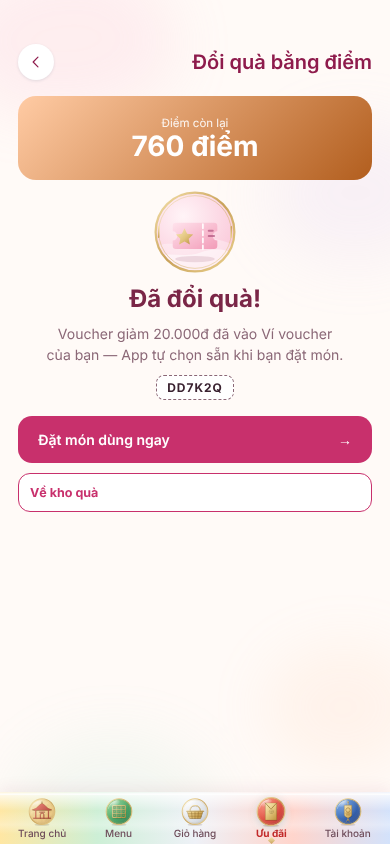 Đổi quà bằng điểm
Điểm còn lại
760 điểm
Đã đổi quà!
Voucher giảm 20.000đ đã vào Ví voucher
của bạn — App tự chọn sẵn khi bạn đặt món.
DD7K2Q
Đặt món dùng ngay →
Về kho quà
Trang chủ
Menu
Giỏ hàng
Ưu đãi
Tài khoản